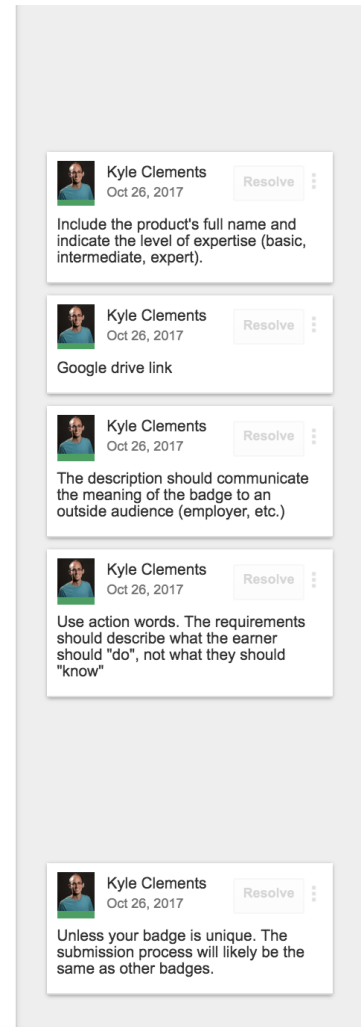 Kyle Clements
Oct 26, 2017
Resolve
Include the product's full name and
indicate the level of expertise (basic,
intermediate, expert).
Kyle Clements
Oct 26, 2017
Resolve
Google drive link
Kyle Clements
Oct 26, 2017
Resolve
The description should communicate
the meaning of the badge to an
outside audience (employer, etc.)
Kyle Clements
Oct 26, 2017
Resolve
Use action words. The requirements
should describe what the earner
should "do", not what they should
"know"
Kyle Clements
Oct 26, 2017
Resolve
Unless your badge is unique. The
submission process will likely be the
same as other badges.